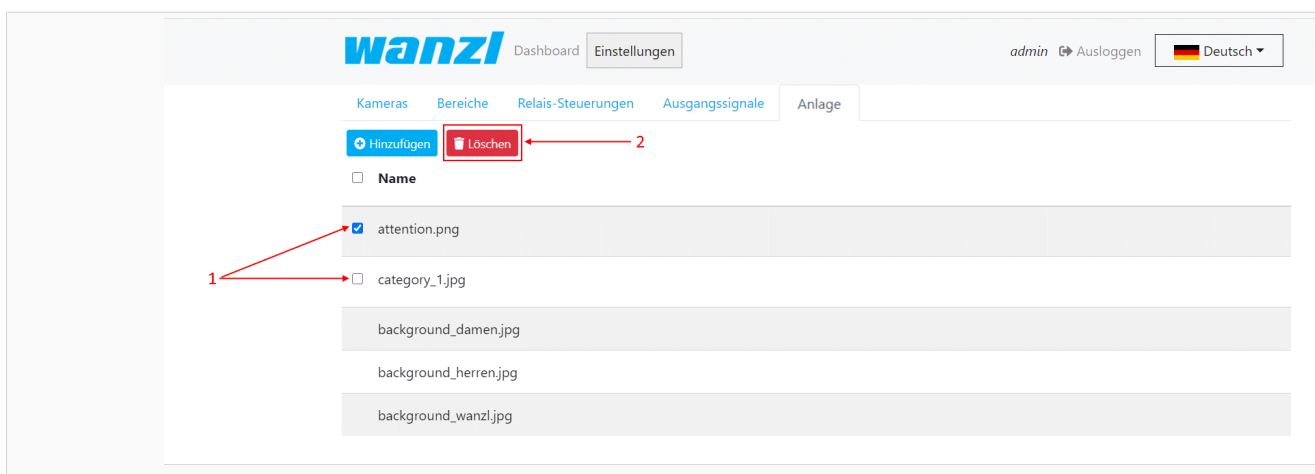 wanzl Dashboard Einstellungen admin Ausloggen Deutsch
Kameras Bereiche Relais-Steuerungen Ausgangssignale Anlage
Hinzufügen Löschen 2
Name
attention.png
1 category_1.jpg
background_damen.jpg
background_herren.jpg
background_wanzl.jpg